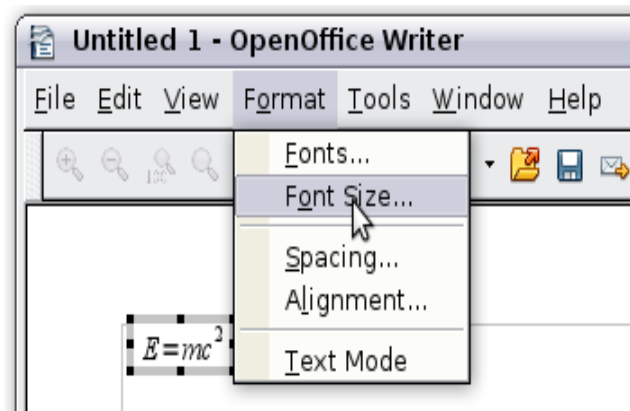 Untitled 1 - OpenOffice Writer
File Edit View Format Tools Window Help
100
Fonts...
Font Size...
Spacing...
Alignment...
Text Mode
E=mc²